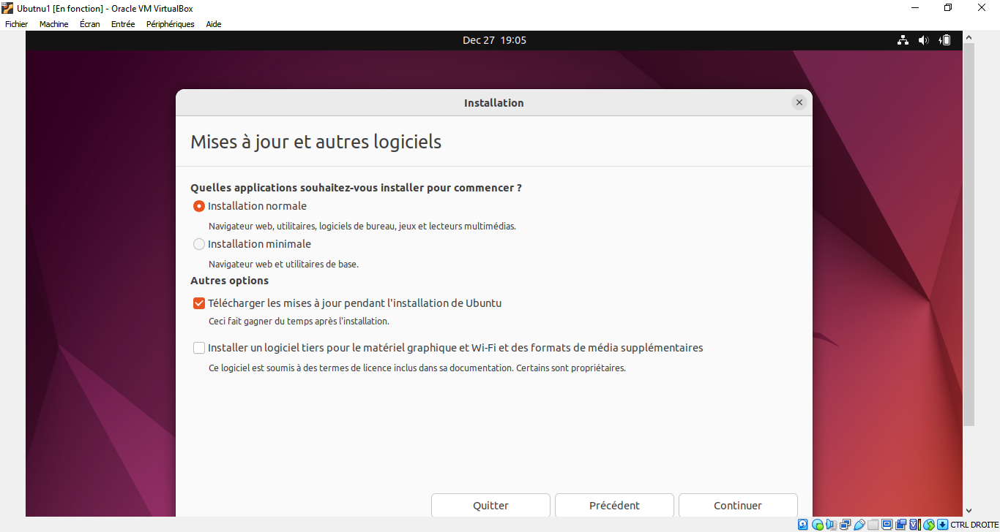 Ubutnu1 [En fonction] - Oracle VM VirtualBox
Fichier Machine Écran Entrée Périphériques Aide
Dec 27 19:05
Installation
Mises à jour et autres logiciels
Quelles applications souhaitez-vous installer pour commencer ?
Installation normale
Navigateur web, utilitaires, logiciels de bureau, jeux et lecteurs multimédias.
Installation minimale
Navigateur web et utilitaires de base.
Autres options
Télécharger les mises à jour pendant l'installation de Ubuntu
Ceci fait gagner du temps après l'installation.
Installer un logiciel tiers pour le matériel graphique et Wi-Fi et des formats de média supplémentaires
Ce logiciel est soumis à des termes de licence inclus dans sa documentation. Certains sont propriétaires.
Quitter Précédent Continuer
CTRL DROITE